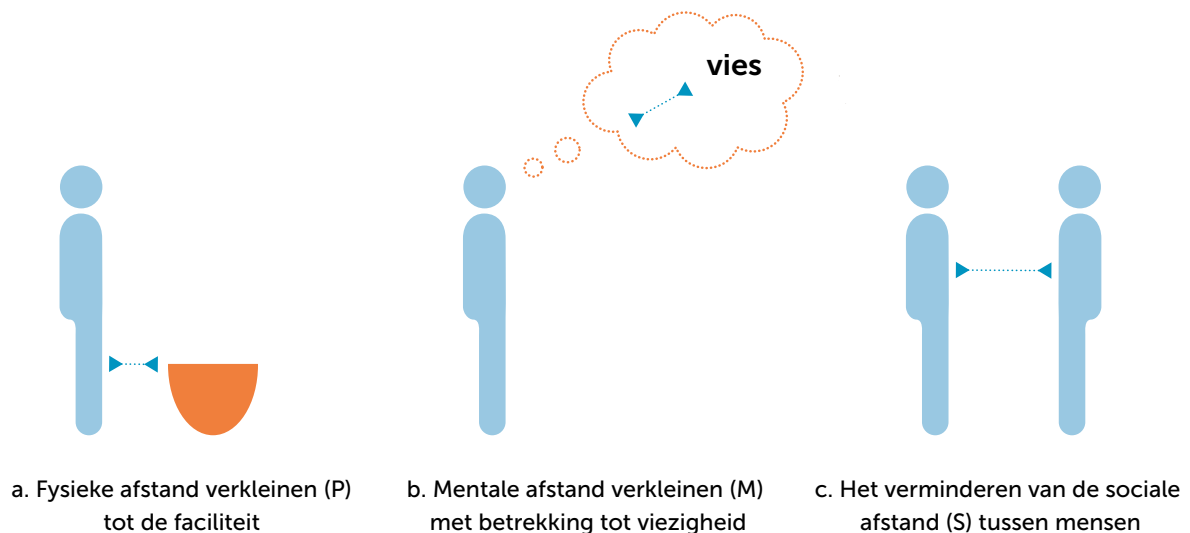 vies
a. Fysieke afstand verkleinen (P)
tot de faciliteit
b. Mentale afstand verkleinen (M)
met betrekking tot viezigheid
c. Het verminderen van de sociale
afstand (S) tussen mensen